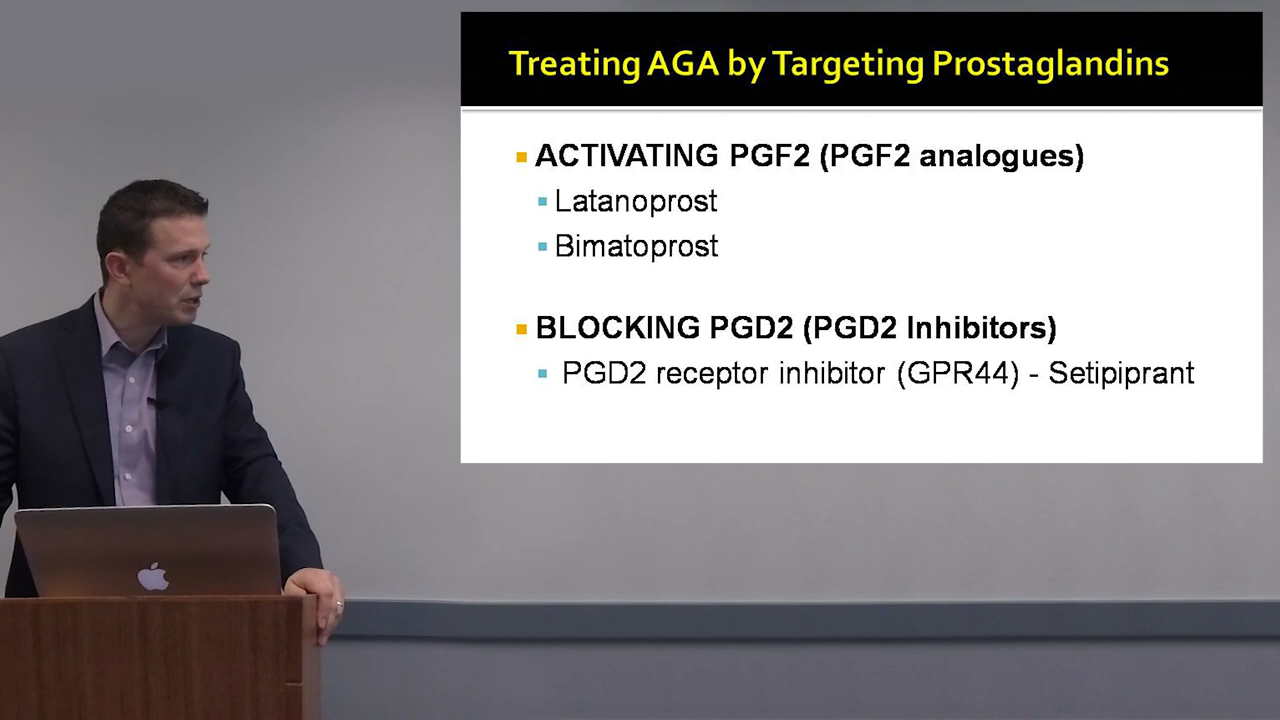 Treating AGA by Targeting Prostaglandins
ACTIVATING PGF2 (PGF2 analogues)
Latanoprost
Bimatoprost
BLOCKING PGD2 (PGD2 Inhibitors)
PGD2 receptor inhibitor (GPR44) - Setipiprant